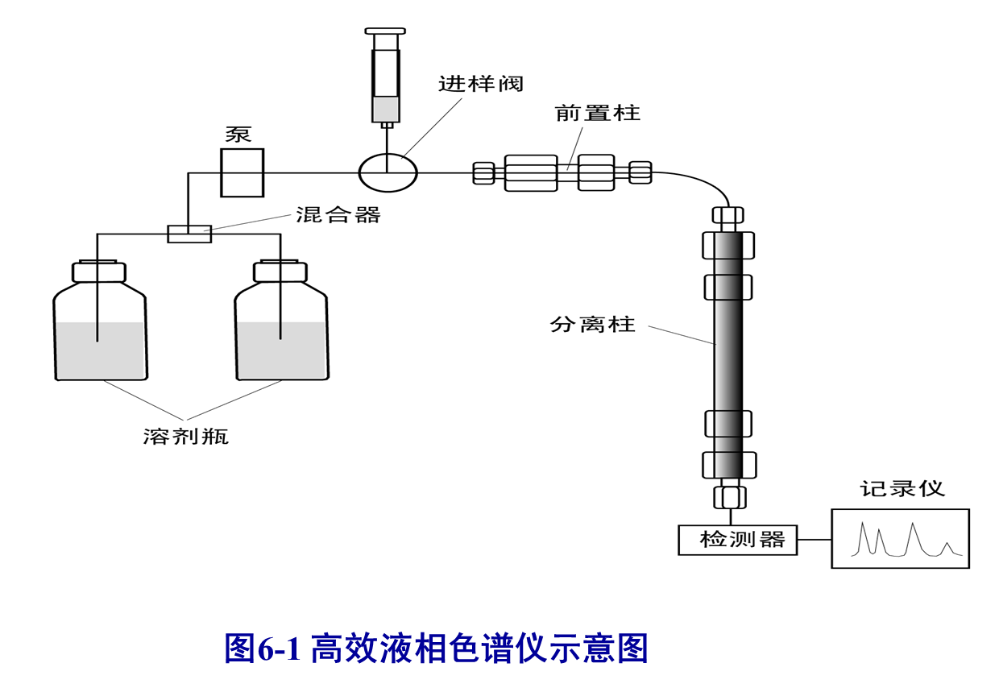 进样阀
前置柱
泵
混合器
分离柱
溶剂瓶
记录仪
检测器
图6-1 高效液相色谱仪示意图